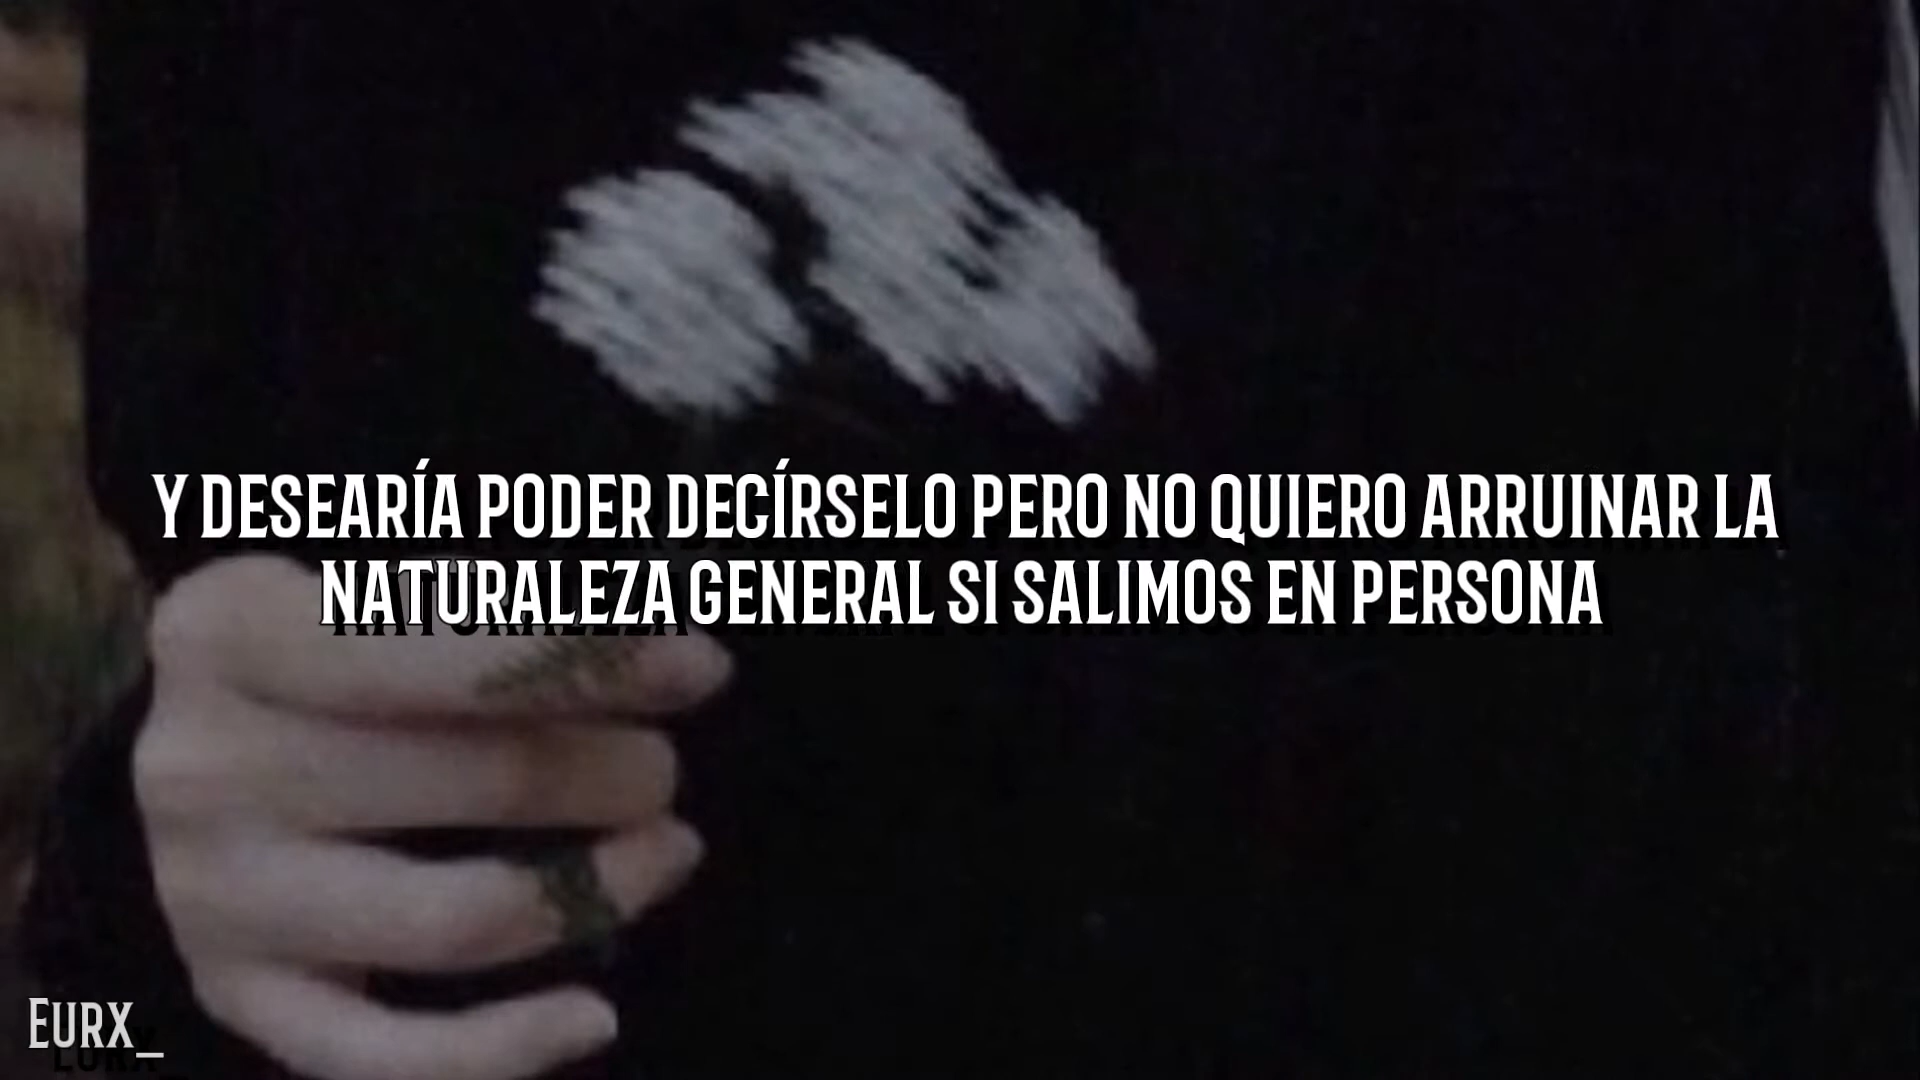 Y DESEARÍA PODER DECÍRSELO PERO NO QUIERO ARRUINAR LA
NATURALEZA GENERAL SI SALIMOS EN PERSONA
EURX_